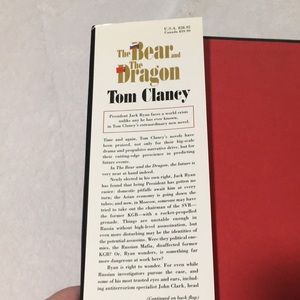 U.S.A. $28.95
Canada $39.99
The Bear and
The
Dragon
Tom Clancy
President Jack Ryan faces a world crisis
unlike any he has ever known,
in Tom Clancy's extraordinary new novel.
Time and again, Tom Clancy's novels have
been praised, not only for their big-scale
drama and propulsive narrative drive, but for
their cutting-edge prescience in predicting
future events.
In The Bear and the Dragon, the future is
very near at hand indeed.
Newly elected in his own right, Jack Ryan
has found that being President has gotten no
easier; domestic pitfalls await him at every
turn; the Asian economy is going down the
tubes; and now, in Moscow, someone may have
tried to take out the chairman of the SVR—the
former KGB—with a rocket-propelled
grenade. Things are unstable enough in
Russia without high-level assassination, but
even more disturbing may be the identities of
the potential assassins. Were they political ene-
mies, the Russian Mafia, disaffected former
KGB? Or, Ryan wonders, is something far
more dangerous at work here?
Ryan is right to wonder. For even while
Russian investigators pursue the case, and
some of his most trusted eyes and ears, includ-
ing antiterrorism specialist John Clark, head
(Continued on back flap)